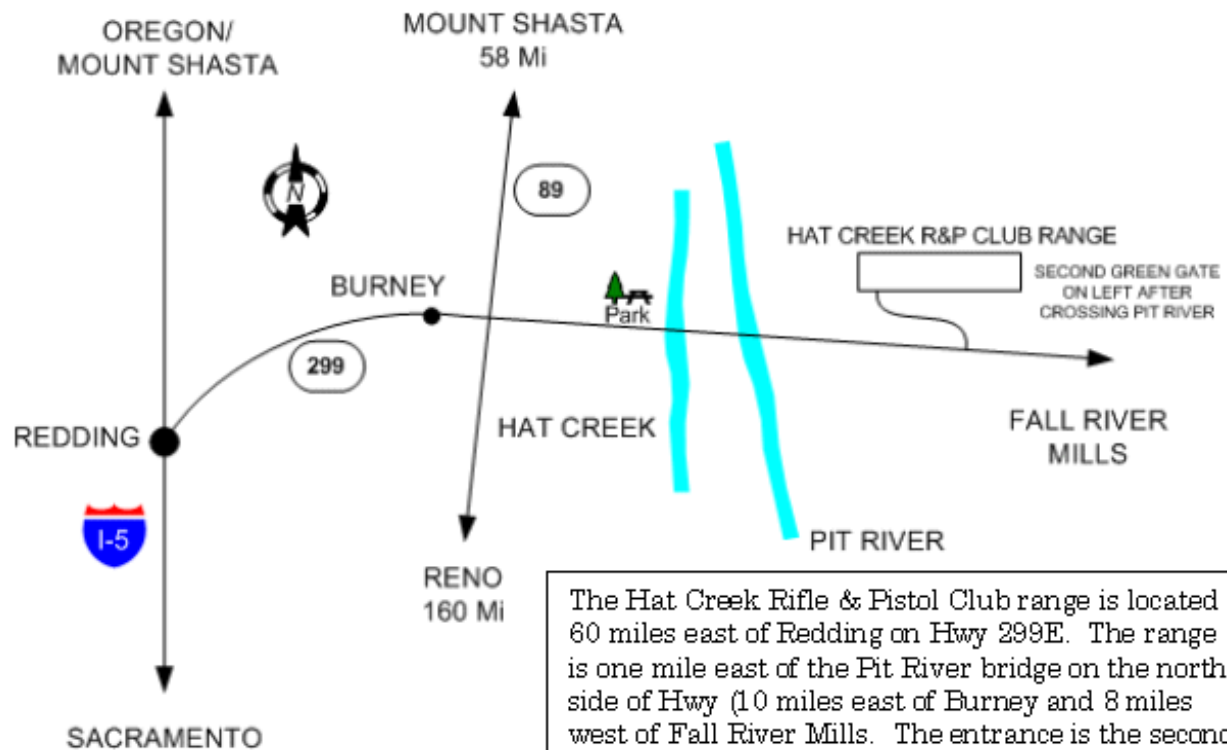 OREGON/
MOUNT SHASTA
MOUNT SHASTA
58 Mi
N
89
HAT CREEK R&P CLUB RANGE
SECOND GREEN GATE
ON LEFT AFTER
CROSSING PIT RIVER
BURNEY
Park
299
REDDING
HAT CREEK
FALL RIVER
MILLS
I-5
PIT RIVER
RENO
160 Mi
SACRAMENTO
The Hat Creek Rifle & Pistol Club range is located
60 miles east of Redding on Hwy 299E. The range
is one mile east of the Pit River bridge on the north
side of Hwy (10 miles east of Burney and 8 miles
west of Fall River Mills. The entrance is the second